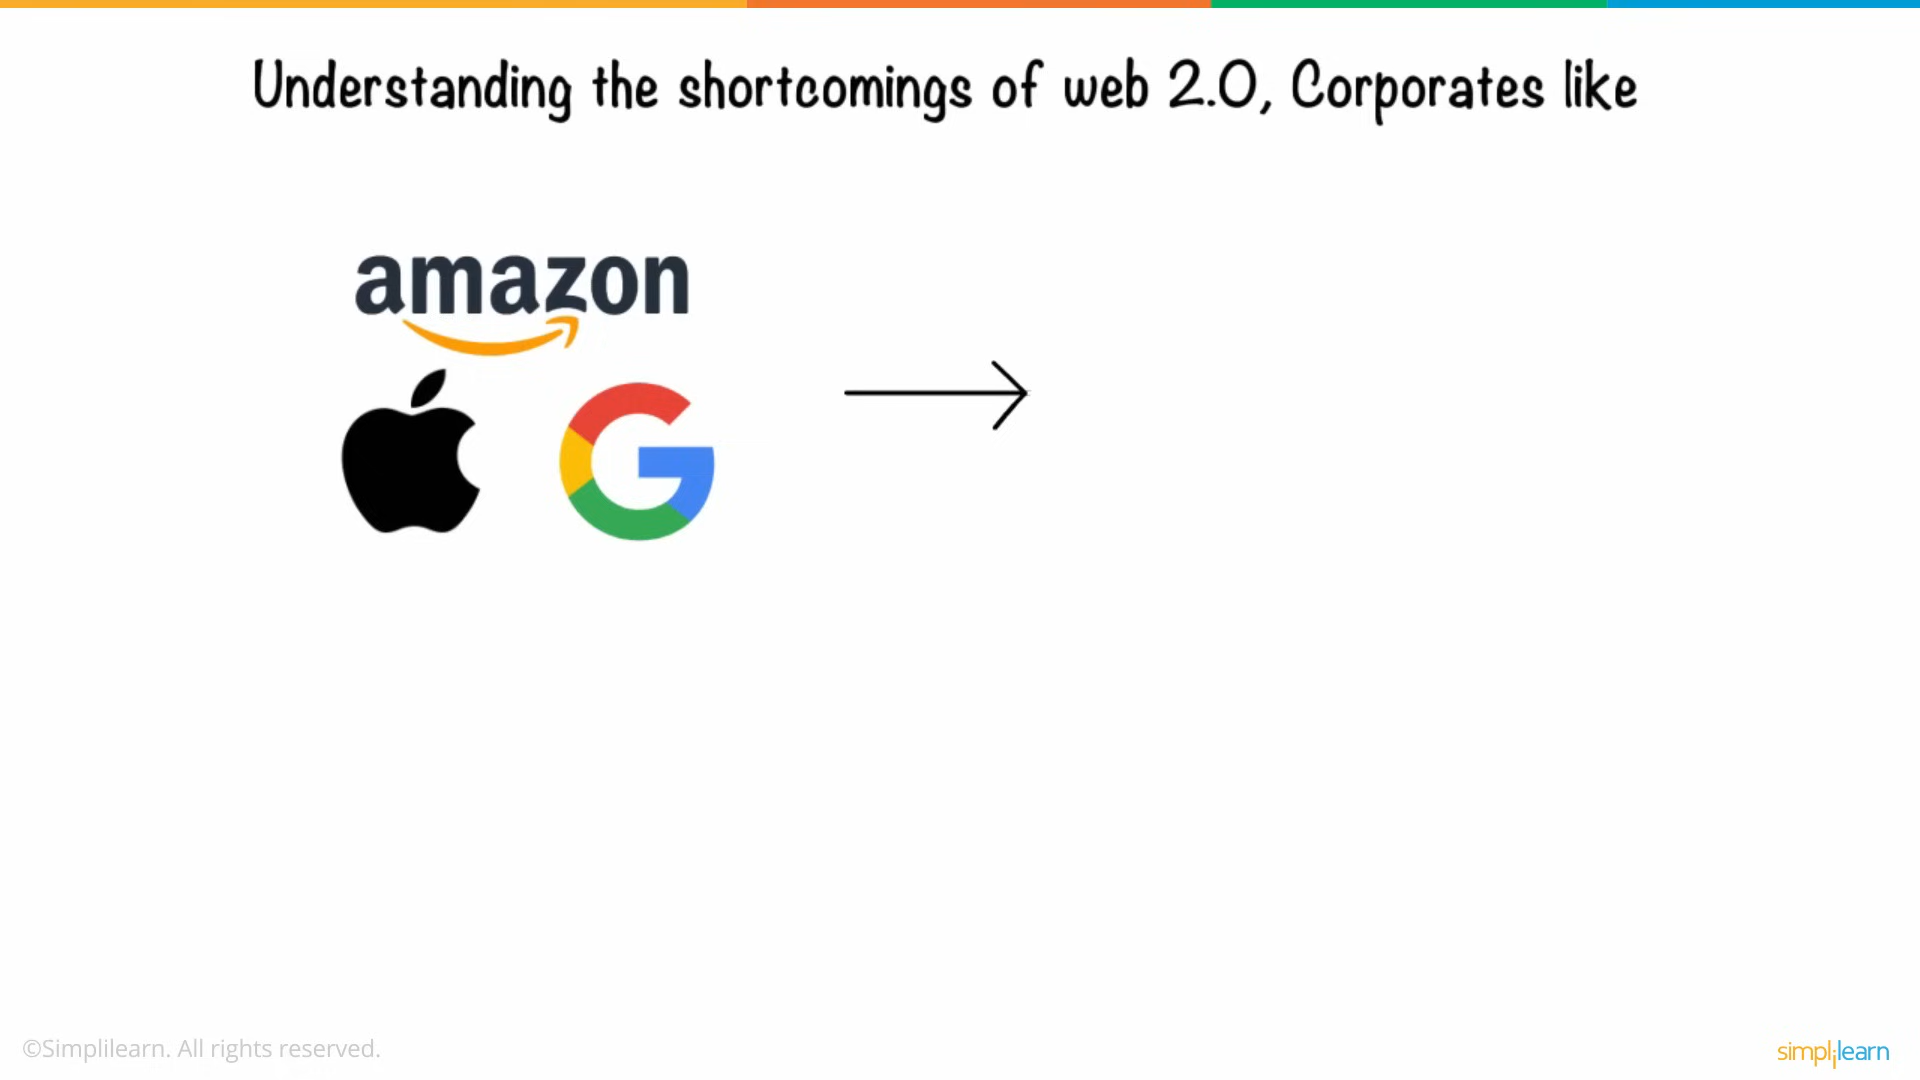 Understanding the shortcomings of web 2.0, Corporates like
amazon
©Simplilearn. All rights reserved.
simplilearn